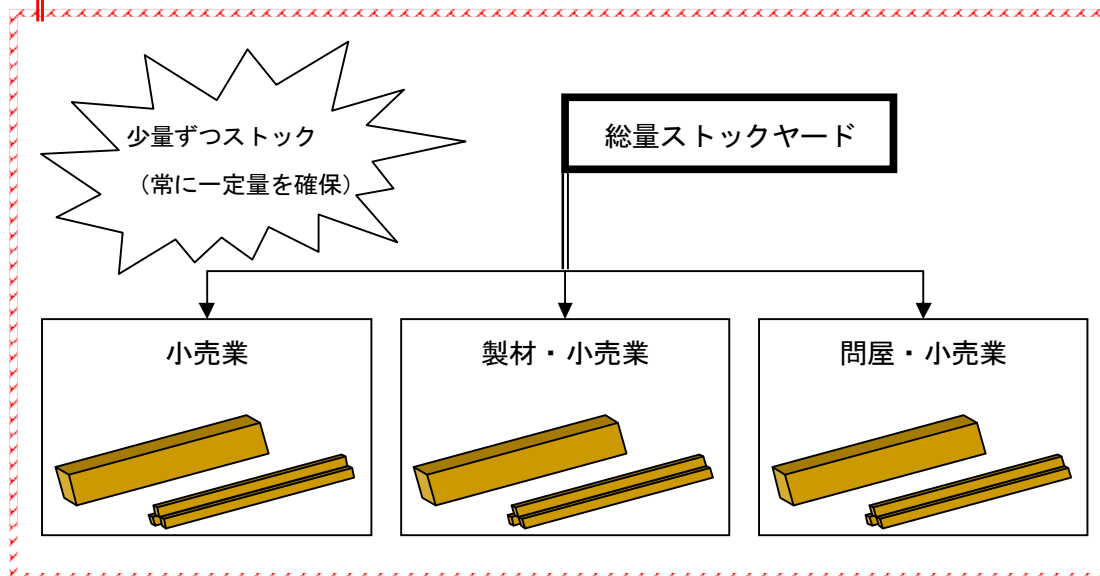 少量ずつストック
（常に一定量を確保）
総量ストックヤード
小売業
製材・小売業
問屋・小売業